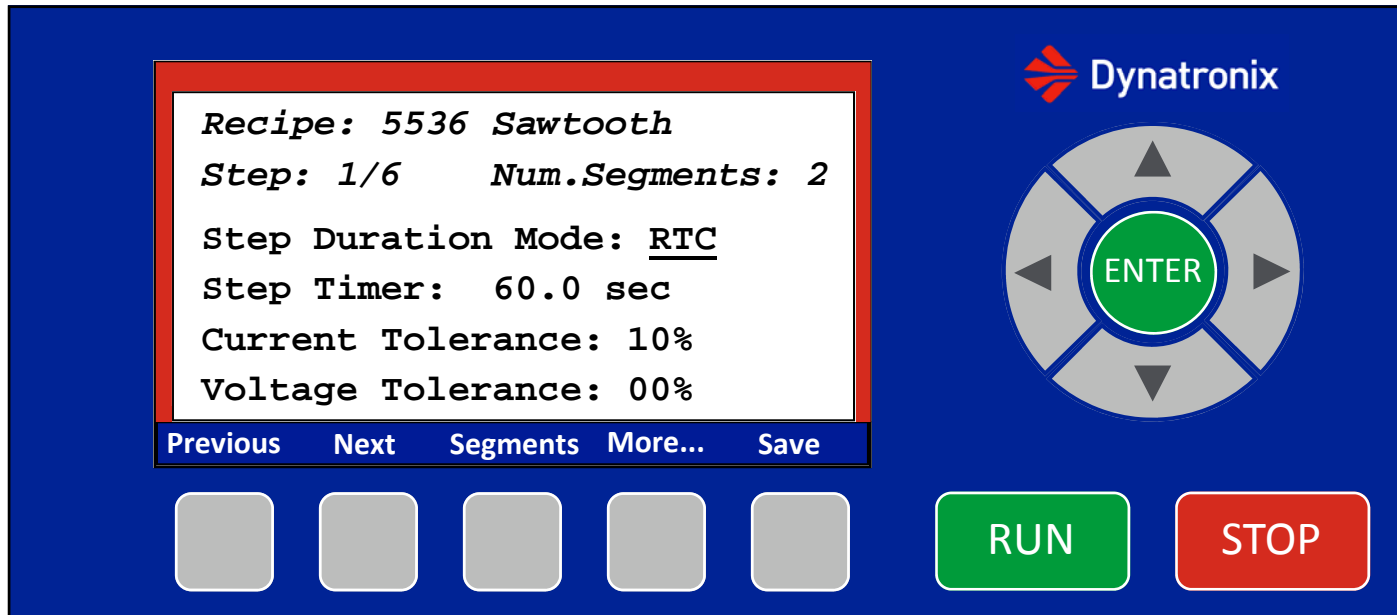 Dynatronix
Recipe: 5536 Sawtooth
Step: 1/6 Num.Segments: 2
Step Duration Mode: RTC
Step Timer: 60.0 sec
Current Tolerance: 10%
Voltage Tolerance: 00%
Previous Next Segments More... Save
ENTER
RUN STOP